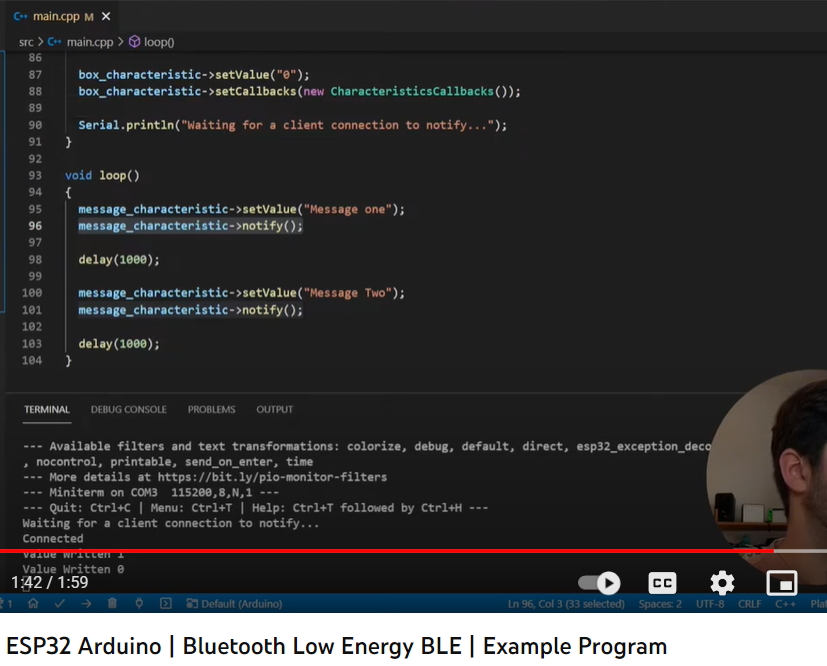 main.cpp M ×
src > main.cpp > loop()
86
87 box_characteristic->setValue("0");
88 box_characteristic->setCallbacks(new CharacteristicsCallbacks());
89
90 Serial.println("Waiting for a client connection to notify...");
91 }
92
93 void loop()
94 {
95 message_characteristic->setValue("Message one");
96 message_characteristic->notify();
97
98 delay(1000);
99
100 message_characteristic->setValue("Message Two");
101 message_characteristic->notify();
102
103 delay(1000);
104 }
TERMINAL DEBUG CONSOLE PROBLEMS OUTPUT
--- Available filters and text transformations: colorize, debug, default, direct, esp32_exception_deco
, nocontrol, printable, send_on_enter, time
--- More details at https://bit.ly/pio-monitor-filters
--- Miniterm on COM3 115200,8,N,1 ---
--- Quit: Ctrl+C | Menu: Ctrl+T | Help: Ctrl+T followed by Ctrl+H ---
Waiting for a client connection to notify...
Connected
Value Written 1
Value Written 0
1:42 / 1:59
CC
1 Default (Arduino) Ln 96, Col 3 (33 selected) Spaces: 2 UTF-8 CRLF C++ Pla
ESP32 Arduino | Bluetooth Low Energy BLE | Example Program